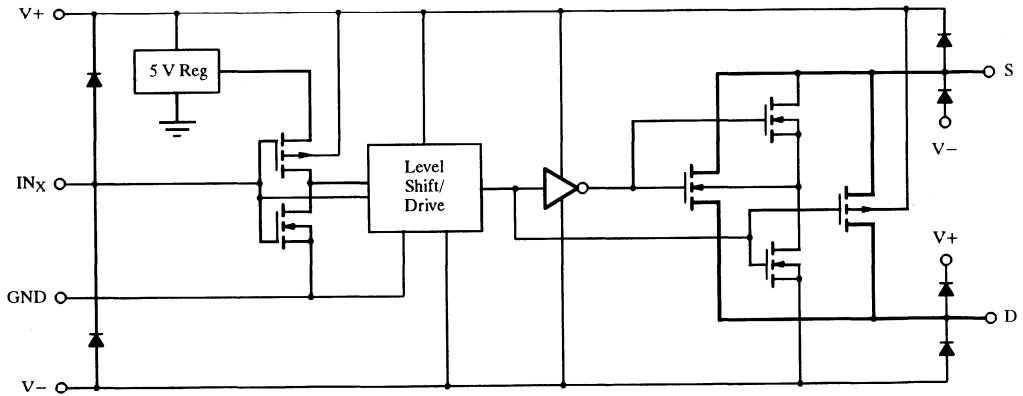 V+
5 V Reg
S
V−
Level
Shift/
Drive
INX
V+
GND
D
V−